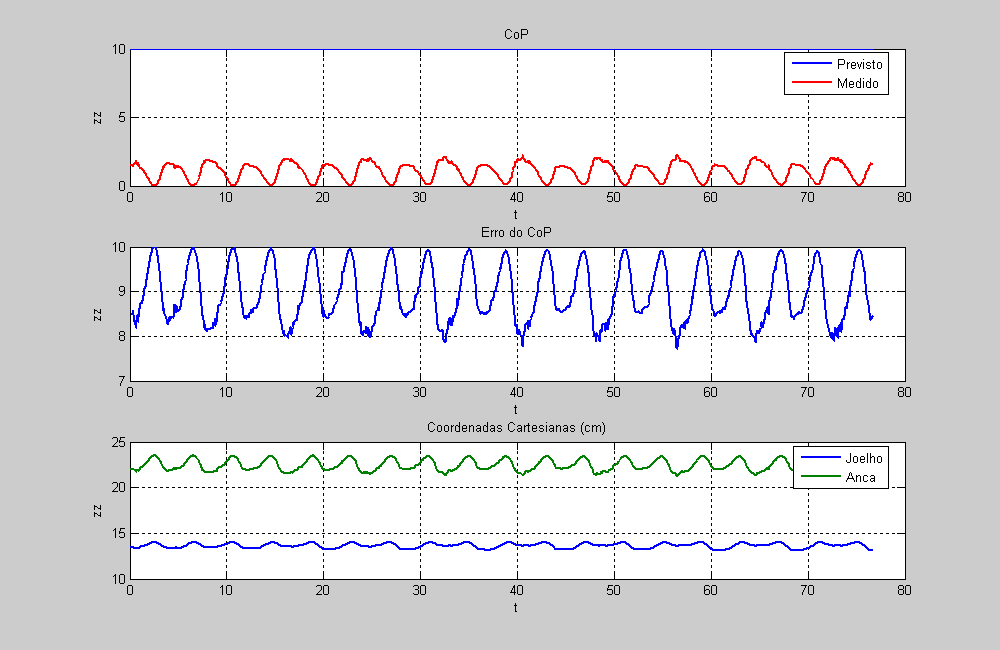 CoP
10
5
0
zz
Previsto
Medido
0 10 20 30 40 50 60 70 80
t
Erro do CoP
10
9
8
7
zz
0 10 20 30 40 50 60 70 80
t
Coordenadas Cartesianas (cm)
25
20
15
10
zz
Joelho
Anca
0 10 20 30 40 50 60 70 80
t